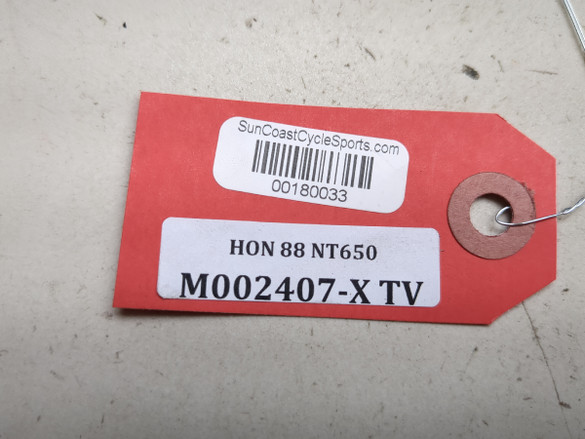 SunCoastCycleSports.com
00180033
HON 88 NT650
M002407-X TV